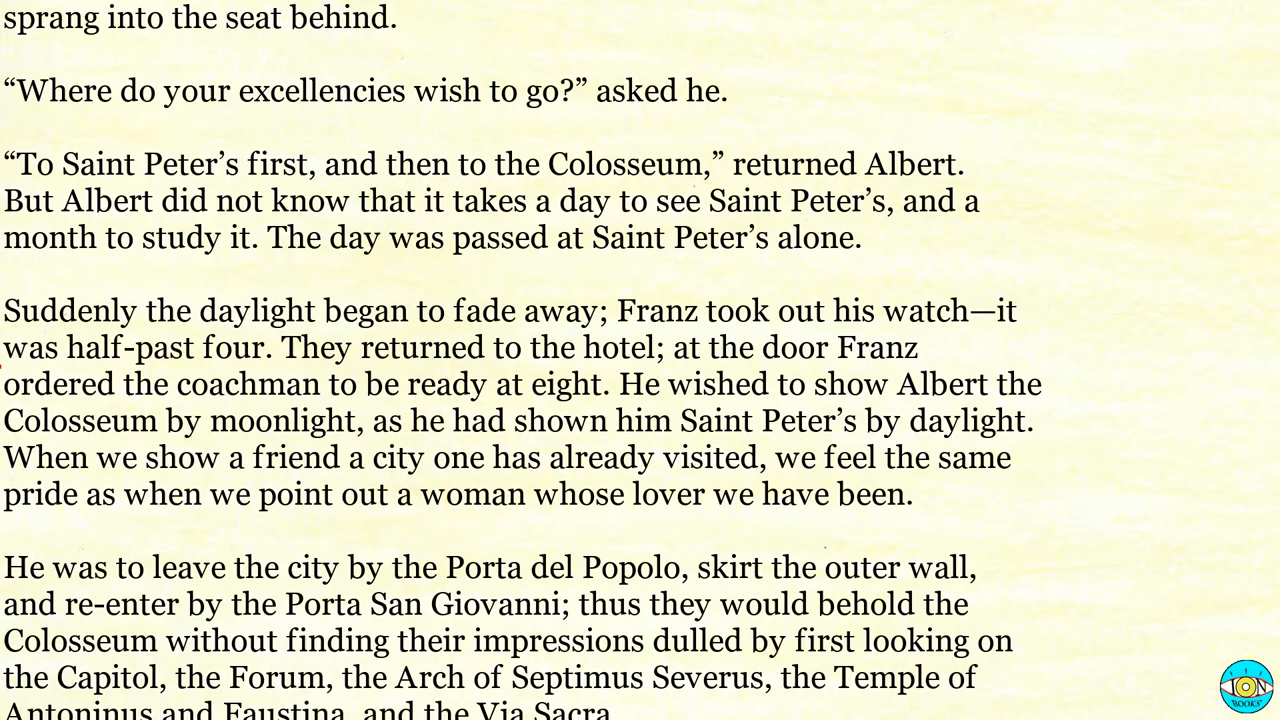 sprang into the seat behind.
“Where do your excellencies wish to go?” asked he.
“To Saint Peter’s first, and then to the Colosseum,” returned Albert.
But Albert did not know that it takes a day to see Saint Peter’s, and a
month to study it. The day was passed at Saint Peter’s alone.
Suddenly the daylight began to fade away; Franz took out his watch—it
was half-past four. They returned to the hotel; at the door Franz
ordered the coachman to be ready at eight. He wished to show Albert the
Colosseum by moonlight, as he had shown him Saint Peter’s by daylight.
When we show a friend a city one has already visited, we feel the same
pride as when we point out a woman whose lover we have been.
He was to leave the city by the Porta del Popolo, skirt the outer wall,
and re-enter by the Porta San Giovanni; thus they would behold the
Colosseum without finding their impressions dulled by first looking on
the Capitol, the Forum, the Arch of Septimus Severus, the Temple of
Antoninus and Faustina, and the Via Sacra.
ION
BOOKS